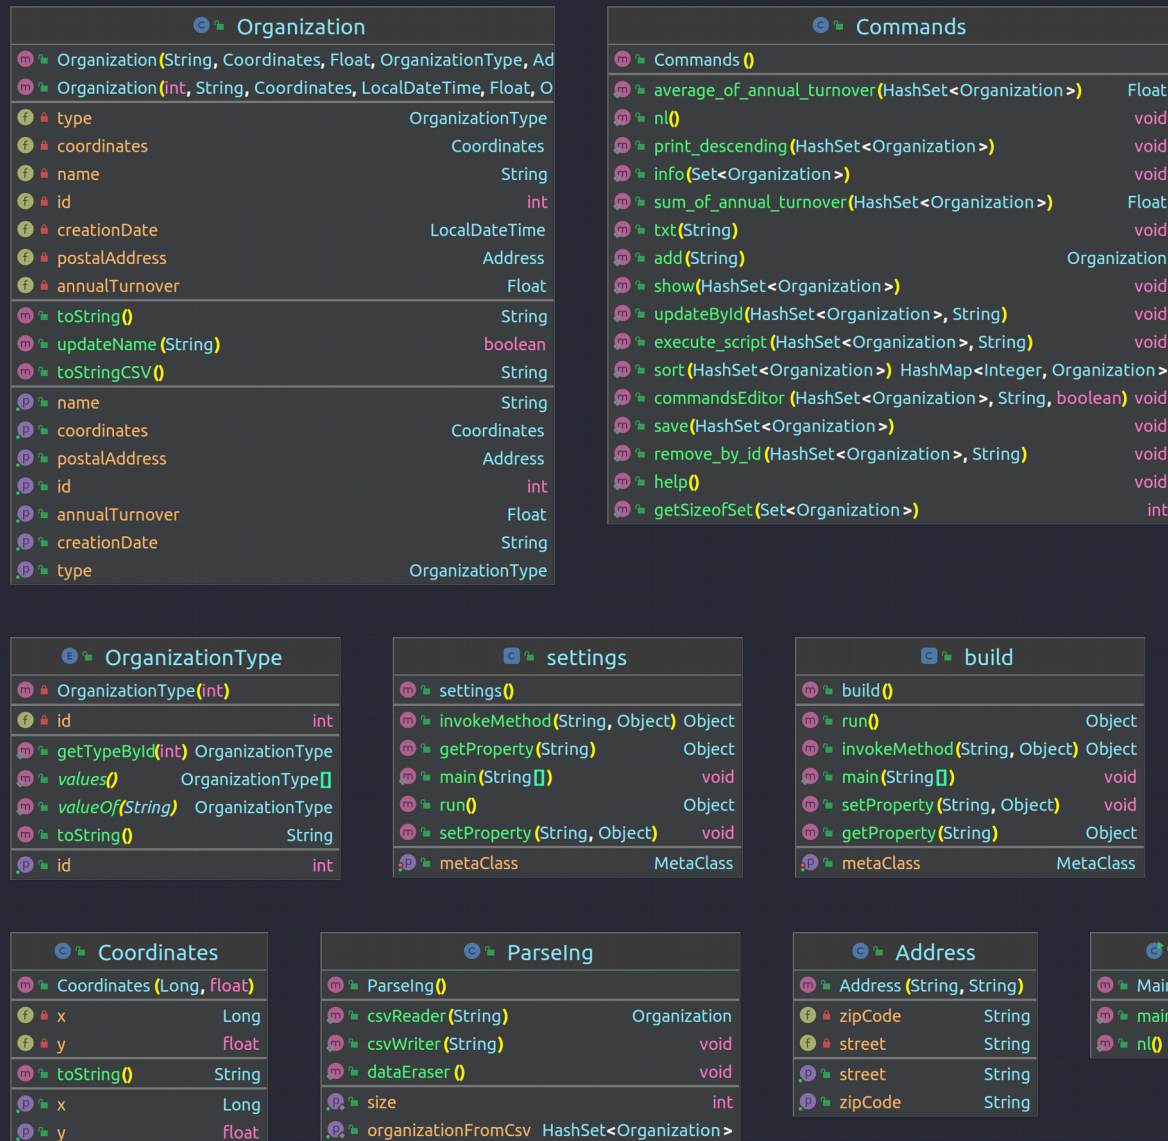 Organization
Organization(String, Coordinates, Float, OrganizationType, Ad
Organization(int, String, Coordinates, LocalDateTime, Float, O
type OrganizationType
coordinates Coordinates
name String
id int
creationDate LocalDateTime
postalAddress Address
annualTurnover Float
toString() String
updateName(String) boolean
toStringCSV() String
name String
coordinates Coordinates
postalAddress Address
id int
annualTurnover Float
creationDate String
type OrganizationType
Commands
Commands()
average_of_annual_turnover(HashSet<Organization>) Float
nl() void
print_descending(HashSet<Organization>) void
info(Set<Organization>) void
sum_of_annual_turnover(HashSet<Organization>) Float
txt(String) void
add(String) Organization
show(HashSet<Organization>) void
updateById(HashSet<Organization>, String) void
execute_script(HashSet<Organization>, String) void
sort(HashSet<Organization>) HashMap<Integer, Organization>
commandsEditor(HashSet<Organization>, String, boolean) void
save(HashSet<Organization>) void
remove_by_id(HashSet<Organization>, String) void
help() void
getSizeofSet(Set<Organization>) int
OrganizationType
OrganizationType(int)
id int
getTypeById(int) OrganizationType
values() OrganizationType[]
valueOf(String) OrganizationType
toString() String
id int
settings
settings()
invokeMethod(String, Object) Object
getProperty(String) Object
main(String[]) void
run() Object
setProperty(String, Object) void
metaClass MetaClass
build
build()
run() Object
invokeMethod(String, Object) Object
main(String[]) void
setProperty(String, Object) void
getProperty(String) Object
metaClass MetaClass
Coordinates
Coordinates(Long, float)
x Long
y float
toString() String
x Long
y float
ParseIng
ParseIng()
csvReader(String) Organization
csvWriter(String) void
dataEraser() void
size int
organizationFromCsv HashSet<Organization>
Address
Address(String, String)
zipCode String
street String
street String
zipCode String
Mai
main
nl()